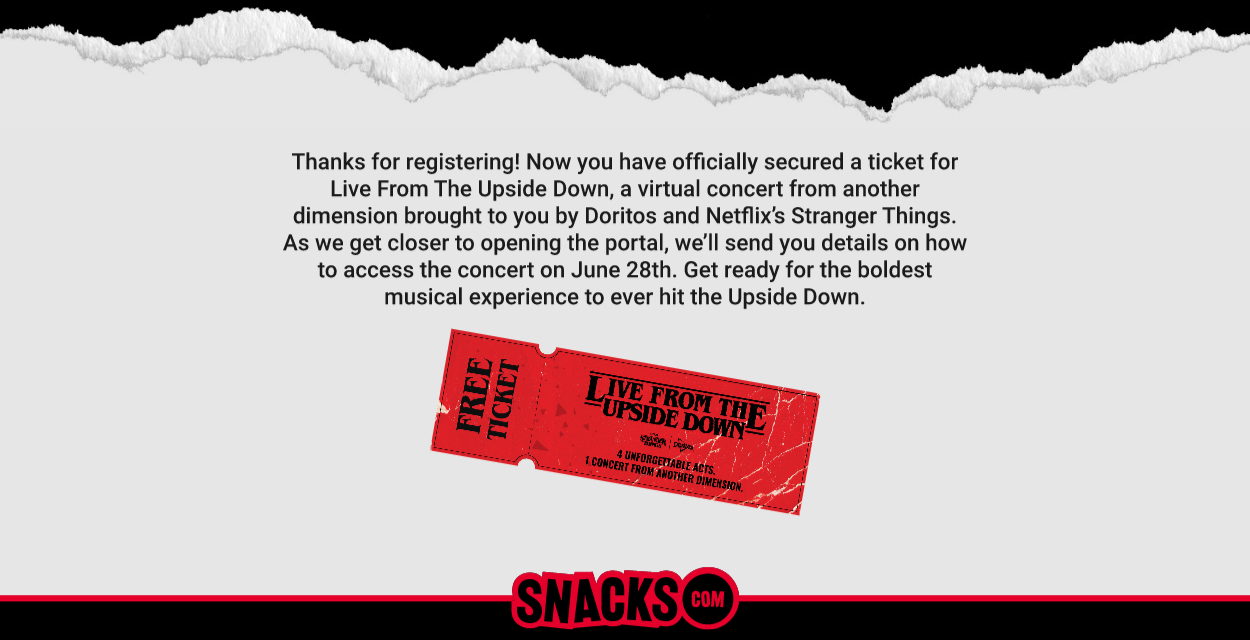 Thanks for registering! Now you have officially secured a ticket for
Live From The Upside Down, a virtual concert from another
dimension brought to you by Doritos and Netflix’s Stranger Things.
As we get closer to opening the portal, we’ll send you details on how
to access the concert on June 28th. Get ready for the boldest
musical experience to ever hit the Upside Down.
FREE
TICKET
LIVE FROM THE
UPSIDE DOWN
4 UNFORGETTABLE ACTS.
1 CONCERT FROM ANOTHER DIMENSION.
SNACKS COM